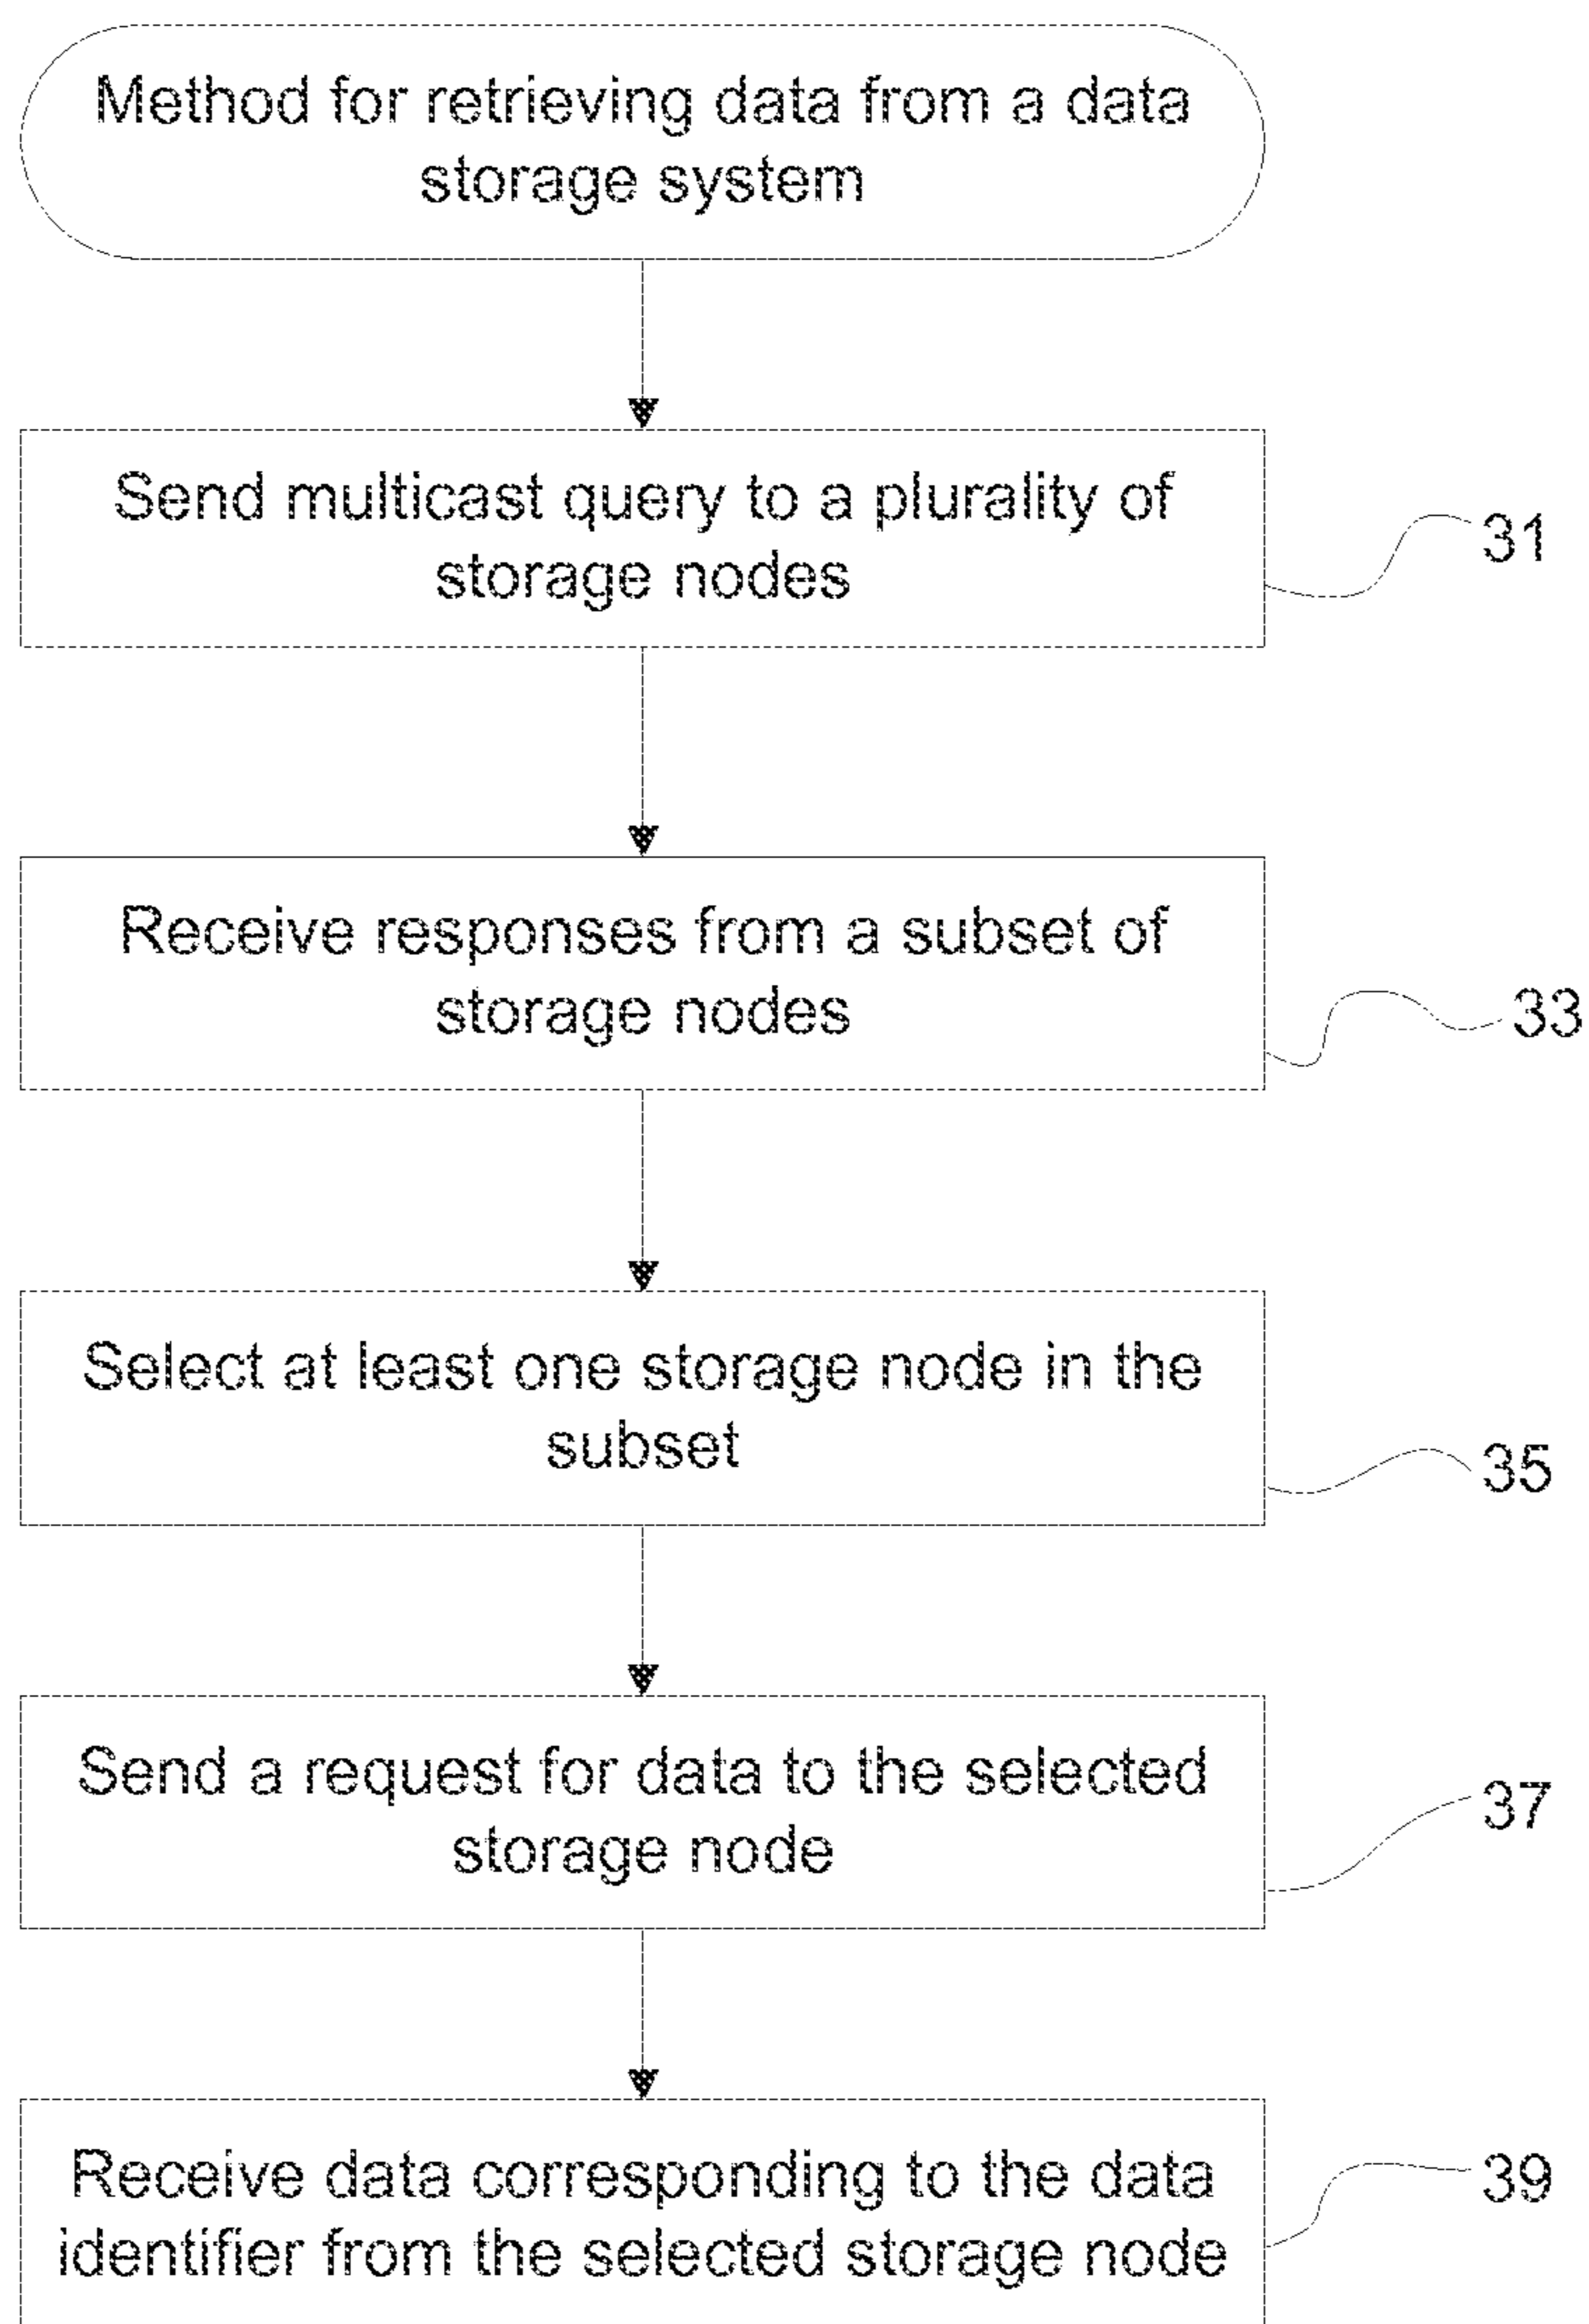 Method for retrieving data from a data
storage system
Send multicast query to a plurality of
storage nodes
31
Receive responses from a subset of
storage nodes
33
Select at least one storage node in the
subset
35
Send a request for data to the selected
storage node
37
Receive data corresponding to the data
identifier from the selected storage node
39